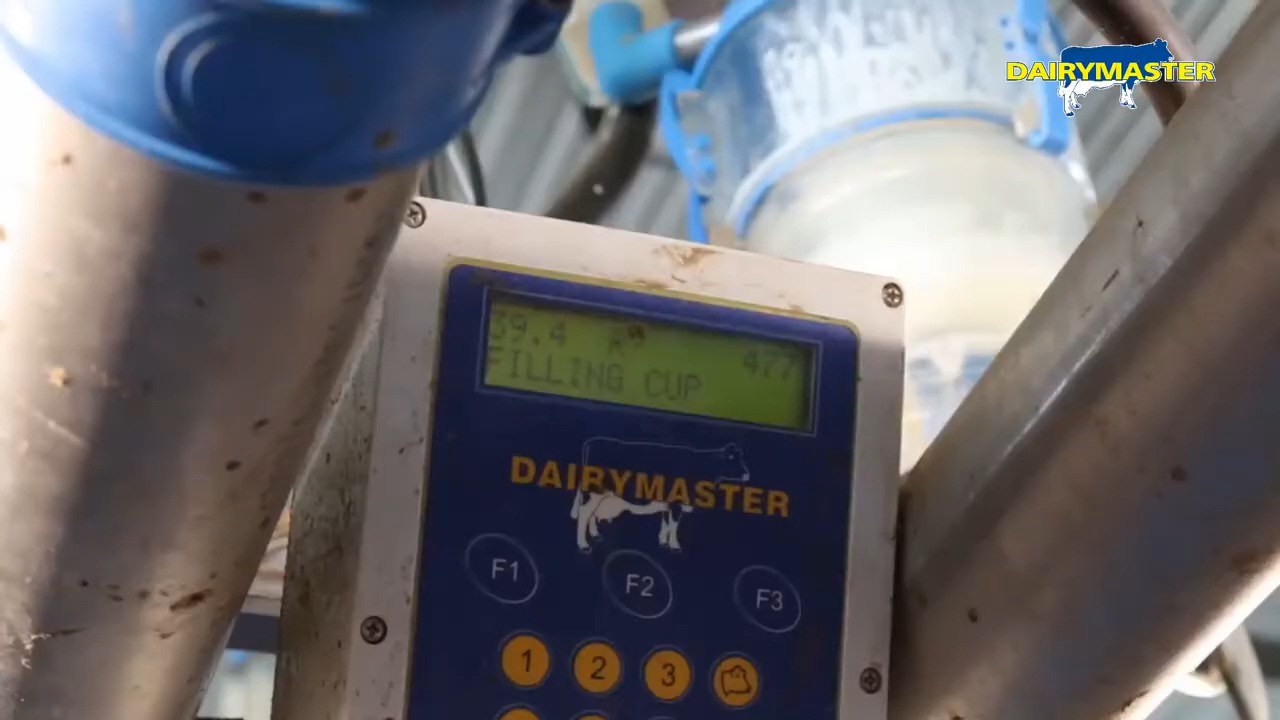 DAIRYMASTER
39.4 R 477
FILLING CUP
DAIRYMASTER
F1 F2 F3
1 2 3